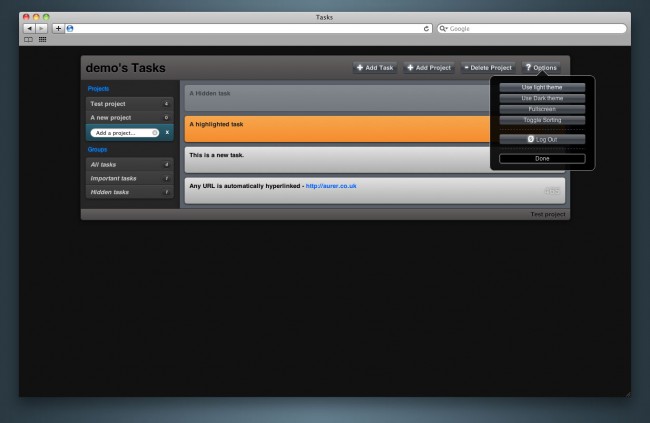 Tasks
Google
demo's Tasks
Add Task
Add Project
Delete Project
? Options
Projects
Test project
A new project 0
Add a project... x
Groups
All tasks 4
Important tasks 1
Hidden tasks 1
A Hidden task
A highlighted task
This is a new task.
Any URL is automatically hyperlinked - http://aurer.co.uk
Use light theme
Use Dark theme
Fullscreen
Toggle Sorting
Log Out
Done
Test project